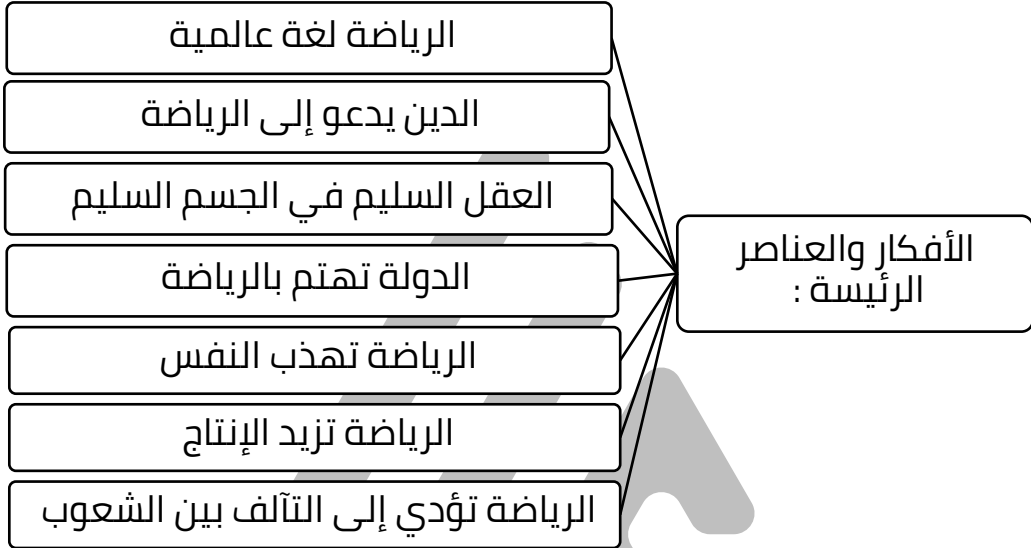 الأفكار والعناصر
الرئيسة :
الرياضة لغة عالمية
الدين يدعو إلى الرياضة
العقل السليم في الجسم السليم
الدولة تهتم بالرياضة
الرياضة تهذب النفس
الرياضة تزيد الإنتاج
الرياضة تؤدي إلى التآلف بين الشعوب